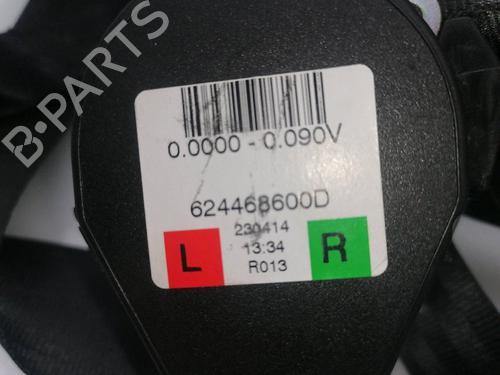 B-PARTS
0.0000 - 0.090V
624468600D
230414
L
13:34
R
R013